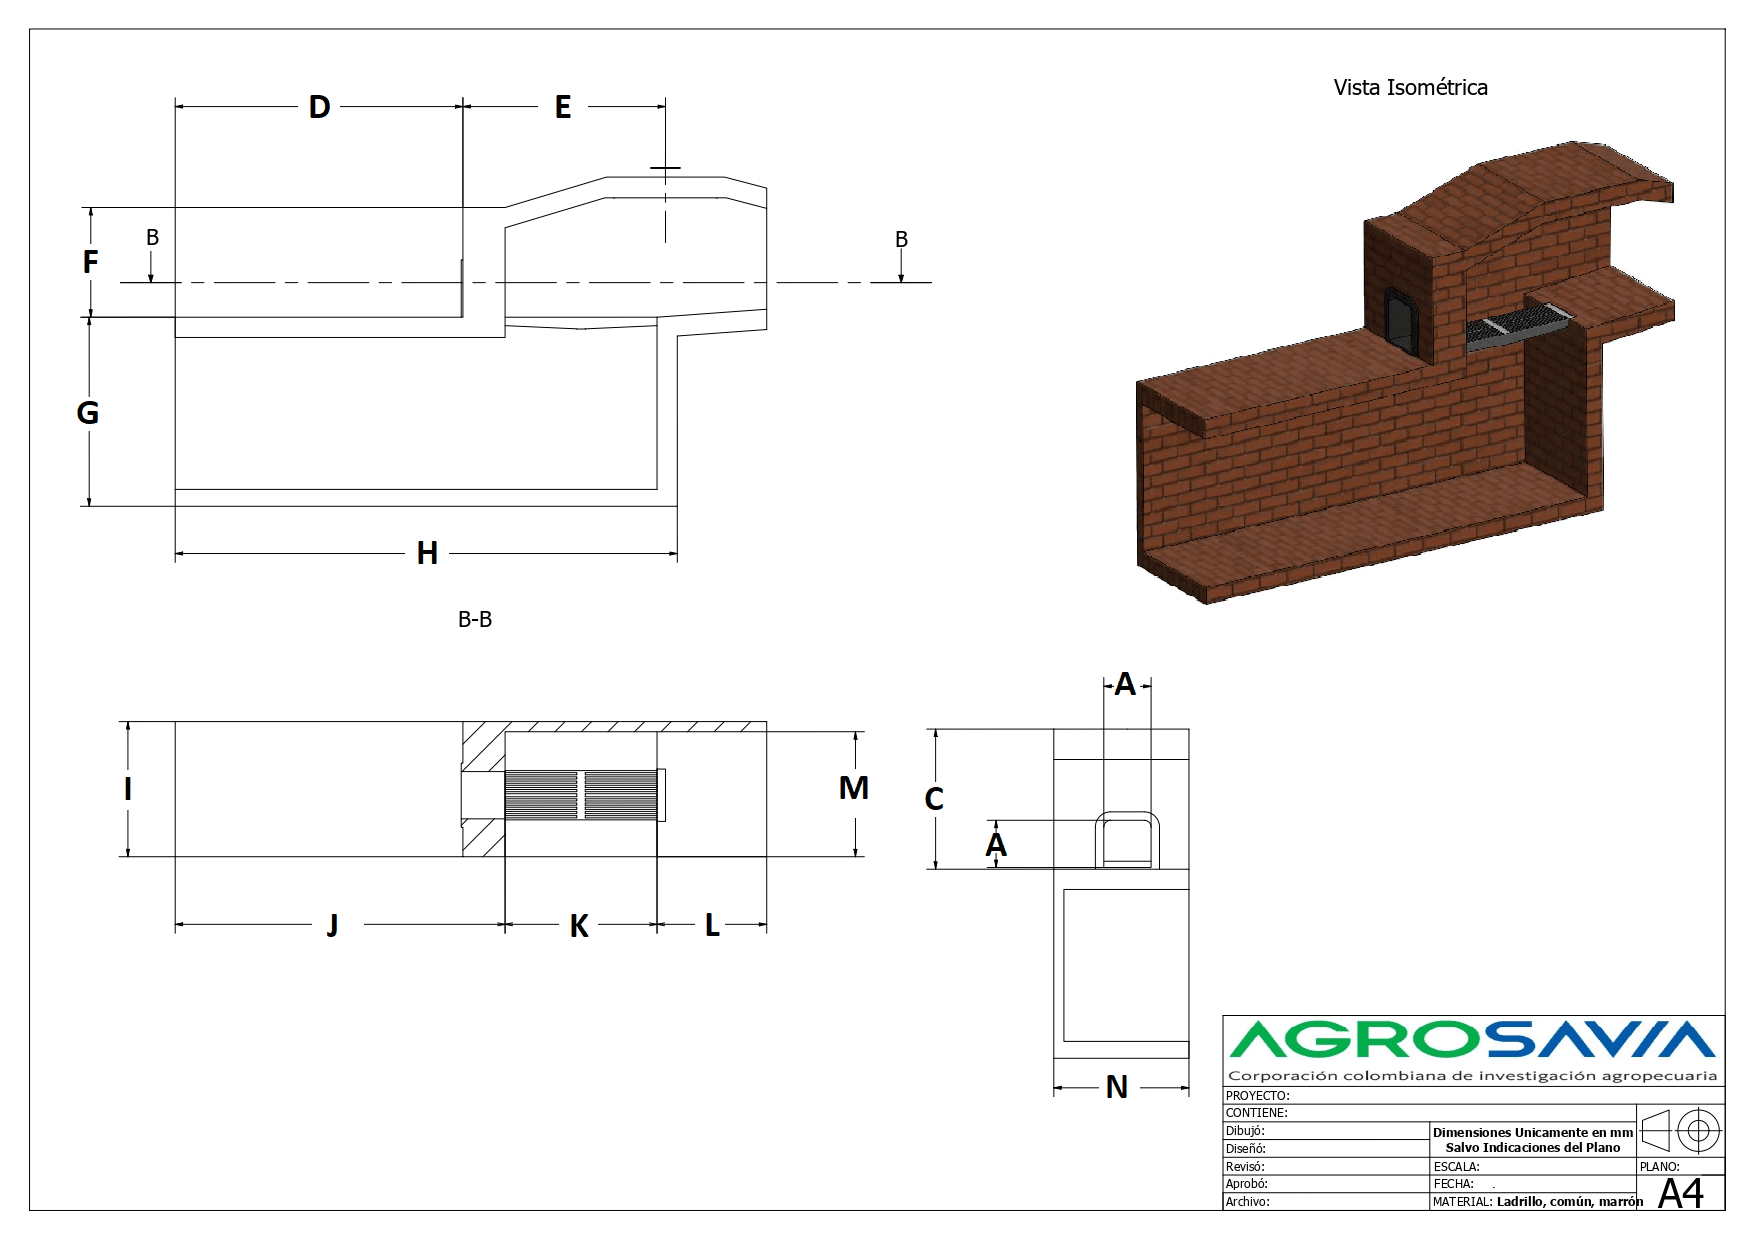 Vista Isométrica
D
E
F
B
B
G
H
B-B
I
M
J
K
L
A
C
A
N
AGROSAVIA
Corporación colombiana de investigación agropecuaria
PROYECTO:
CONTIENE:
Dibujó:
Diseñó:
Dimensiones Unicamente en mm
Salvo Indicaciones del Plano
Revisó:
ESCALA:
PLANO:
Aprobó:
FECHA: .
A4
Archivo:
MATERIAL: Ladrillo, común, marrón